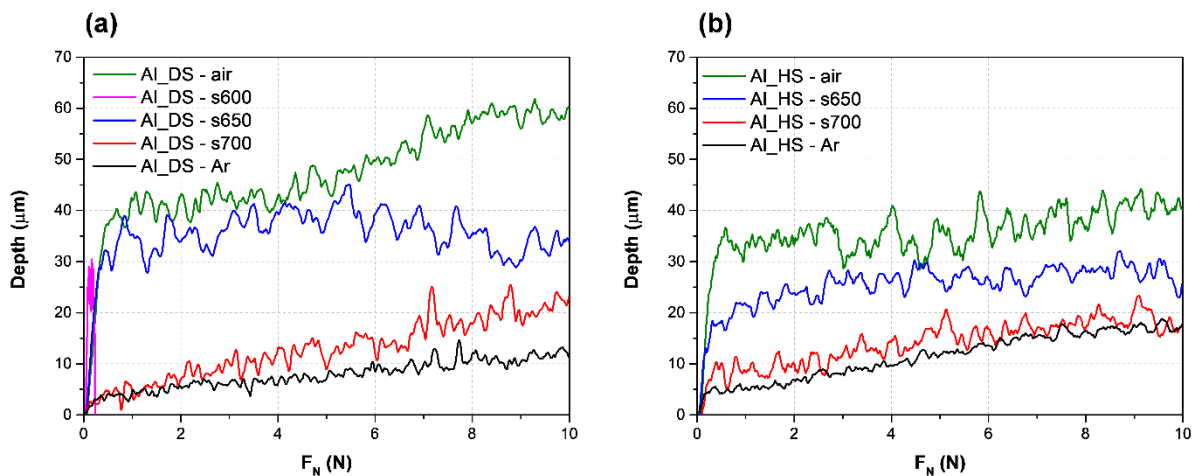 (a)
Depth (μm)
70
60
50
40
30
20
10
0
Al_DS - air
Al_DS - s600
Al_DS - s650
Al_DS - s700
Al_DS - Ar
0 2 4 6 8 10
F_N (N)
(b)
Depth (μm)
70
60
50
40
30
20
10
0
Al_HS - air
Al_HS - s650
Al_HS - s700
Al_HS - Ar
0 2 4 6 8 10
F_N (N)